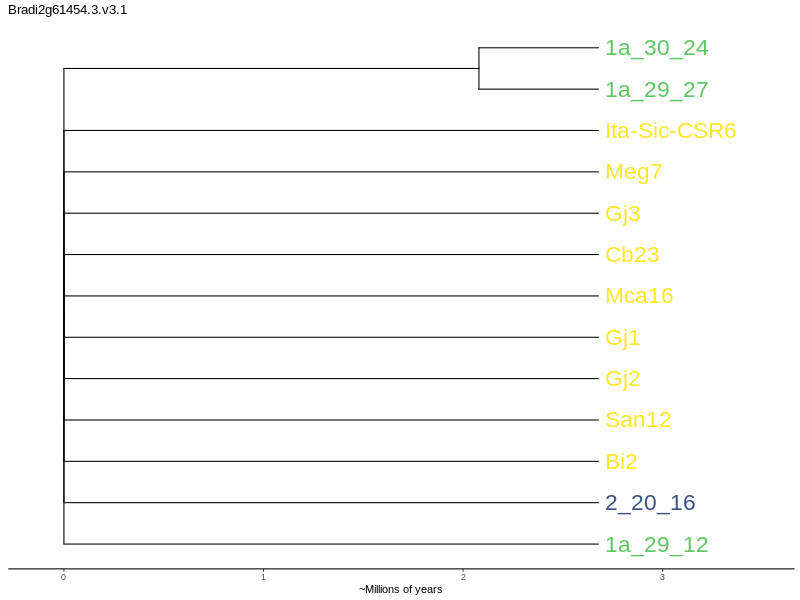 Bradi2g61454.3.v3.1
1a_30_24
1a_29_27
Ita-Sic-CSR6
Meg7
Gj3
Cb23
Mca16
Gj1
Gj2
San12
Bi2
2_20_16
1a_29_12
0 1 2 3
~Millions of years